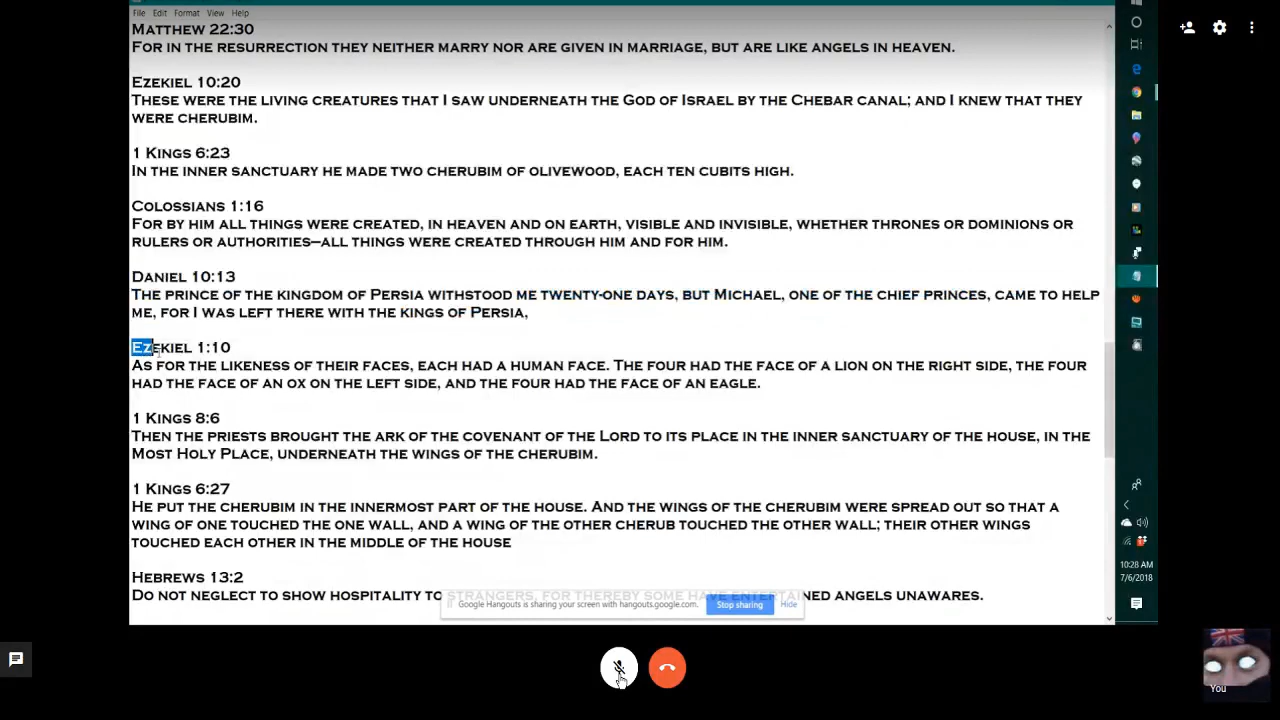 File Edit Format View Help
Matthew 22:30
For in the resurrection they neither marry nor are given in marriage, but are like angels in heaven.
Ezekiel 10:20
These were the living creatures that I saw underneath the God of Israel by the Chebar canal; and I knew that they
were cherubim.
1 Kings 6:23
In the inner sanctuary he made two cherubim of olivewood, each ten cubits high.
Colossians 1:16
For by him all things were created, in heaven and on earth, visible and invisible, whether thrones or dominions or
rulers or authorities—all things were created through him and for him.
Daniel 10:13
The prince of the kingdom of Persia withstood me twenty-one days, but Michael, one of the chief princes, came to help
me, for I was left there with the kings of Persia,
Ezekiel 1:10
As for the likeness of their faces, each had a human face. The four had the face of a lion on the right side, the four
had the face of an ox on the left side, and the four had the face of an eagle.
1 Kings 8:6
Then the priests brought the ark of the covenant of the Lord to its place in the inner sanctuary of the house, in the
Most Holy Place, underneath the wings of the cherubim.
1 Kings 6:27
He put the cherubim in the innermost part of the house. And the wings of the cherubim were spread out so that a
wing of one touched the one wall, and a wing of the other cherub touched the other wall; their other wings
touched each other in the middle of the house
Hebrews 13:2
Do not neglect to show hospitality to strangers, for thereby some have entertained angels unawares.
Google Hangouts is sharing your screen with hangouts.google.com. Stop sharing Hide
10:28 AM
7/6/2018
You